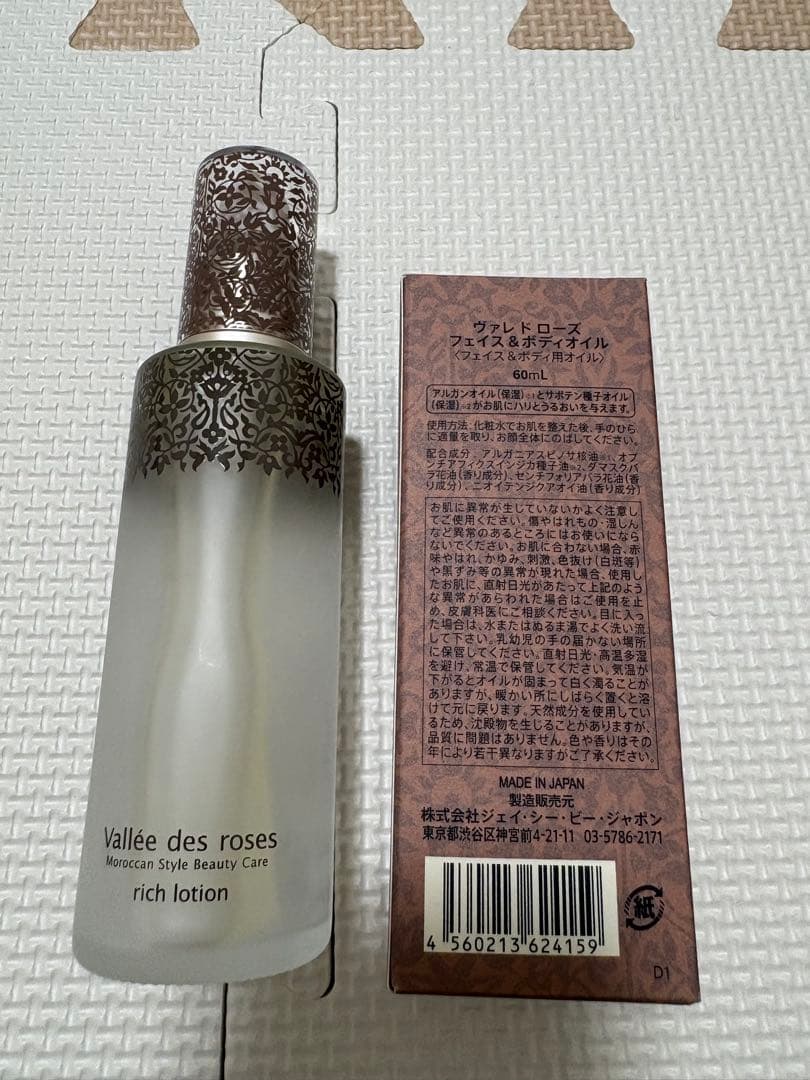 Vallée des roses
Moroccan Style Beauty Care
rich lotion
ヴァレ ド ローズ
フェイス&ボディオイル
〈フェイス&ボディ用オイル〉
60mL
アルガンオイル(保湿)※1とサボテン種子オイル
(保湿)※2がお肌にハリとうるおいを与えます。
使用方法:化粧水でお肌を整えた後、手のひら
に適量を取り、お顔全体にのばしてください。
配合成分:アルガニアスピノサ核油※1、オプ
ンチアフィクスインジカ種子油※2、ダマスクバ
ラ花油(香り成分)、センチフォリアバラ花油(香
り成分)、ニオイテンジクアオイ油(香り成分)
お肌に異常が生じていないかよく注意し
てご使用ください。傷やはれもの・湿しん
など異常のあるところにはお使いになら
ないでください。お肌に合わない場合、赤
味やはれ、かゆみ、刺激、色抜け(白斑等)
や黒ずみ等の異常が現れた場合、使用し
たお肌に、直射日光があたって上記のよう
な異常があらわれた場合はご使用を止
め、皮膚科医にご相談ください。目に入っ
た場合は、水またはぬるま湯でよく洗い流
して下さい。乳幼児の手の届かない場所
に保管してください。直射日光・高温多湿
を避け、常温で保管してください。気温が
下がるとオイルが固まって白く濁ることが
ありますが、暖かい所にしばらく置くと溶
けて元に戻ります。天然成分を使用してい
るため、沈殿物を生じることがありますが、
品質に問題はありません。色や香りはその
年により若干異なりますがご了承ください。
MADE IN JAPAN
製造販売元
株式会社ジェイ・シー・ビー・ジャポン
東京都渋谷区神宮前4-21-11 03-5786-2171
4 560213 624159
紙
D1